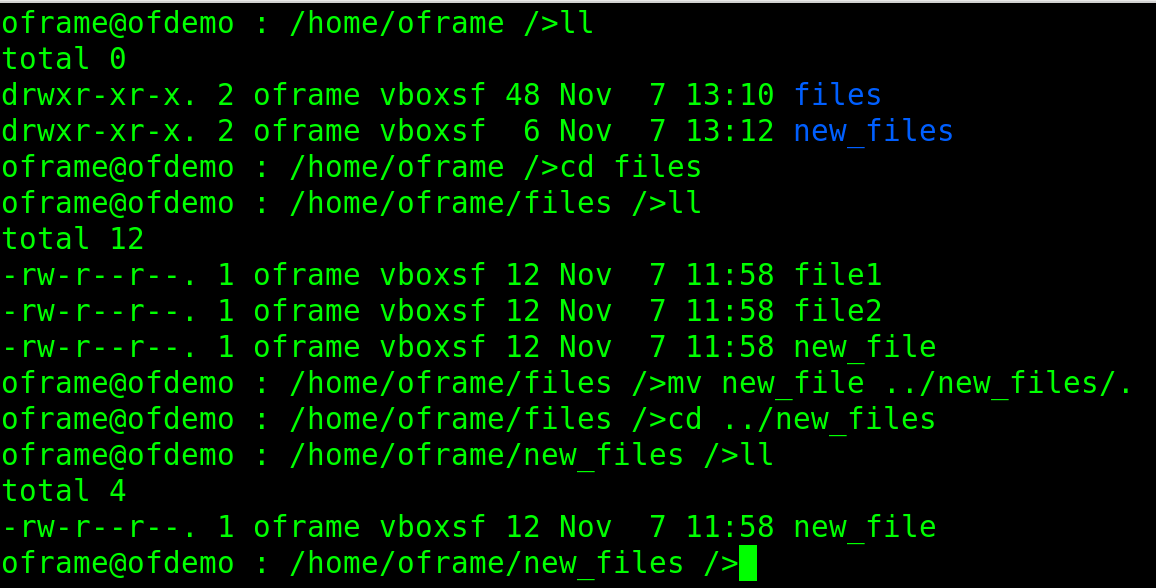 oframe@ofdemo : /home/oframe />ll
total 0
drwxr-xr-x. 2 oframe vboxsf 48 Nov  7 13:10 files
drwxr-xr-x. 2 oframe vboxsf  6 Nov  7 13:12 new_files
oframe@ofdemo : /home/oframe />cd files
oframe@ofdemo : /home/oframe/files />ll
total 12
-rw-r--r--. 1 oframe vboxsf 12 Nov  7 11:58 file1
-rw-r--r--. 1 oframe vboxsf 12 Nov  7 11:58 file2
-rw-r--r--. 1 oframe vboxsf 12 Nov  7 11:58 new_file
oframe@ofdemo : /home/oframe/files />mv new_file ../new_files/.
oframe@ofdemo : /home/oframe/files />cd ../new_files
oframe@ofdemo : /home/oframe/new_files />ll
total 4
-rw-r--r--. 1 oframe vboxsf 12 Nov  7 11:58 new_file
oframe@ofdemo : /home/oframe/new_files />